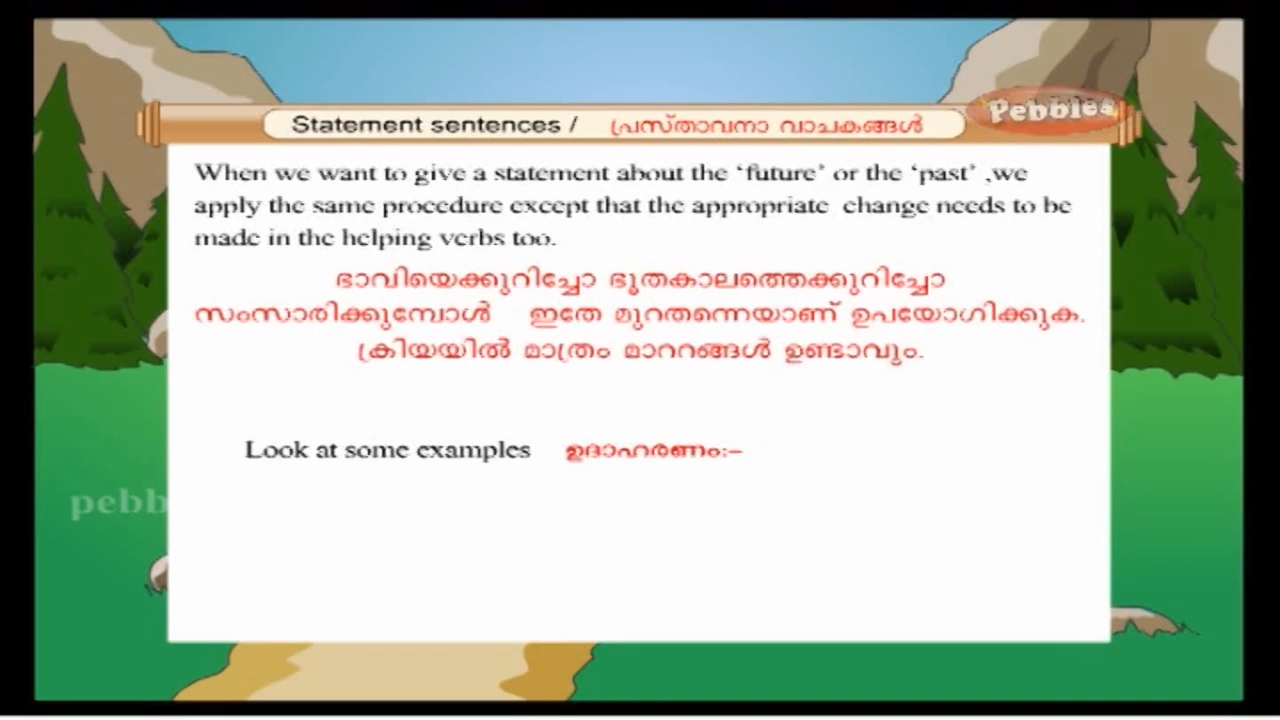 Statement sentences / പ്രസ്താവനാ വാചകങ്ങൾ
Pebbles
When we want to give a statement about the ‘future’ or the ‘past’ ,we
apply the same procedure except that the appropriate change needs to be
made in the helping verbs too.
ഭാവിയെക്കുറിച്ചോ ഭൂതകാലത്തെക്കുറിച്ചോ
സംസാരിക്കുമ്പോൾ ഇതേ മുറതന്നെയാണ് ഉപയോഗിക്കുക.
ക്രിയയിൽ മാത്രം മാററങ്ങൾ ഉണ്ടാവും.
Look at some examples ഉദാഹരണം:–